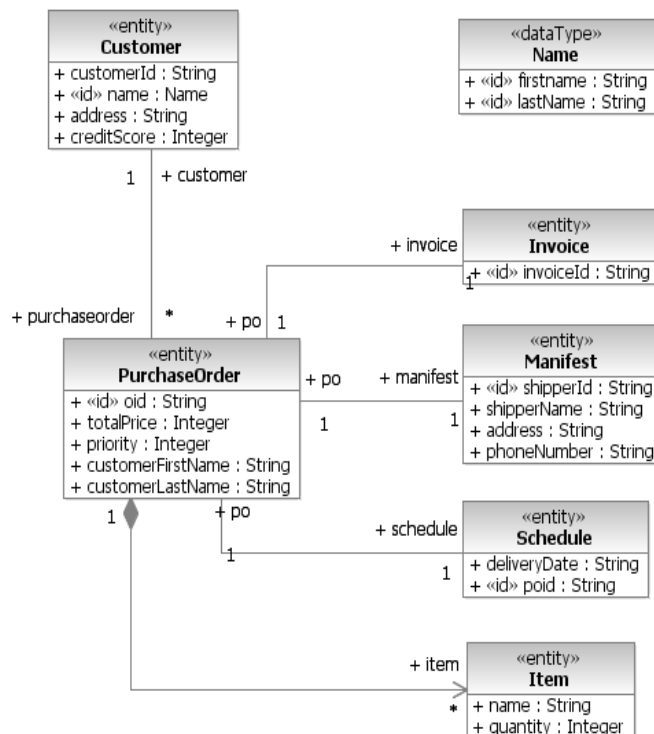 «entity»
Customer
+ customerId : String
+ «id» name : Name
+ address : String
+ creditScore : Integer
«dataType»
Name
+ «id» firstname : String
+ «id» lastName : String
1
+ customer
+ invoice
«entity»
Invoice
+ «id» invoiceId : String
1
+ purchaseorder
*
+ po
1
«entity»
PurchaseOrder
+ «id» oid : String
+ totalPrice : Integer
+ priority : Integer
+ customerFirstName : String
+ customerLastName : String
+ po
1
+ manifest
1
«entity»
Manifest
+ «id» shipperId : String
+ shipperName : String
+ address : String
+ phoneNumber : String
1
+ po
1
+ schedule
1
«entity»
Schedule
+ deliveryDate : String
+ «id» poid : String
+ item
*
«entity»
Item
+ name : String
+ quantity : Integer